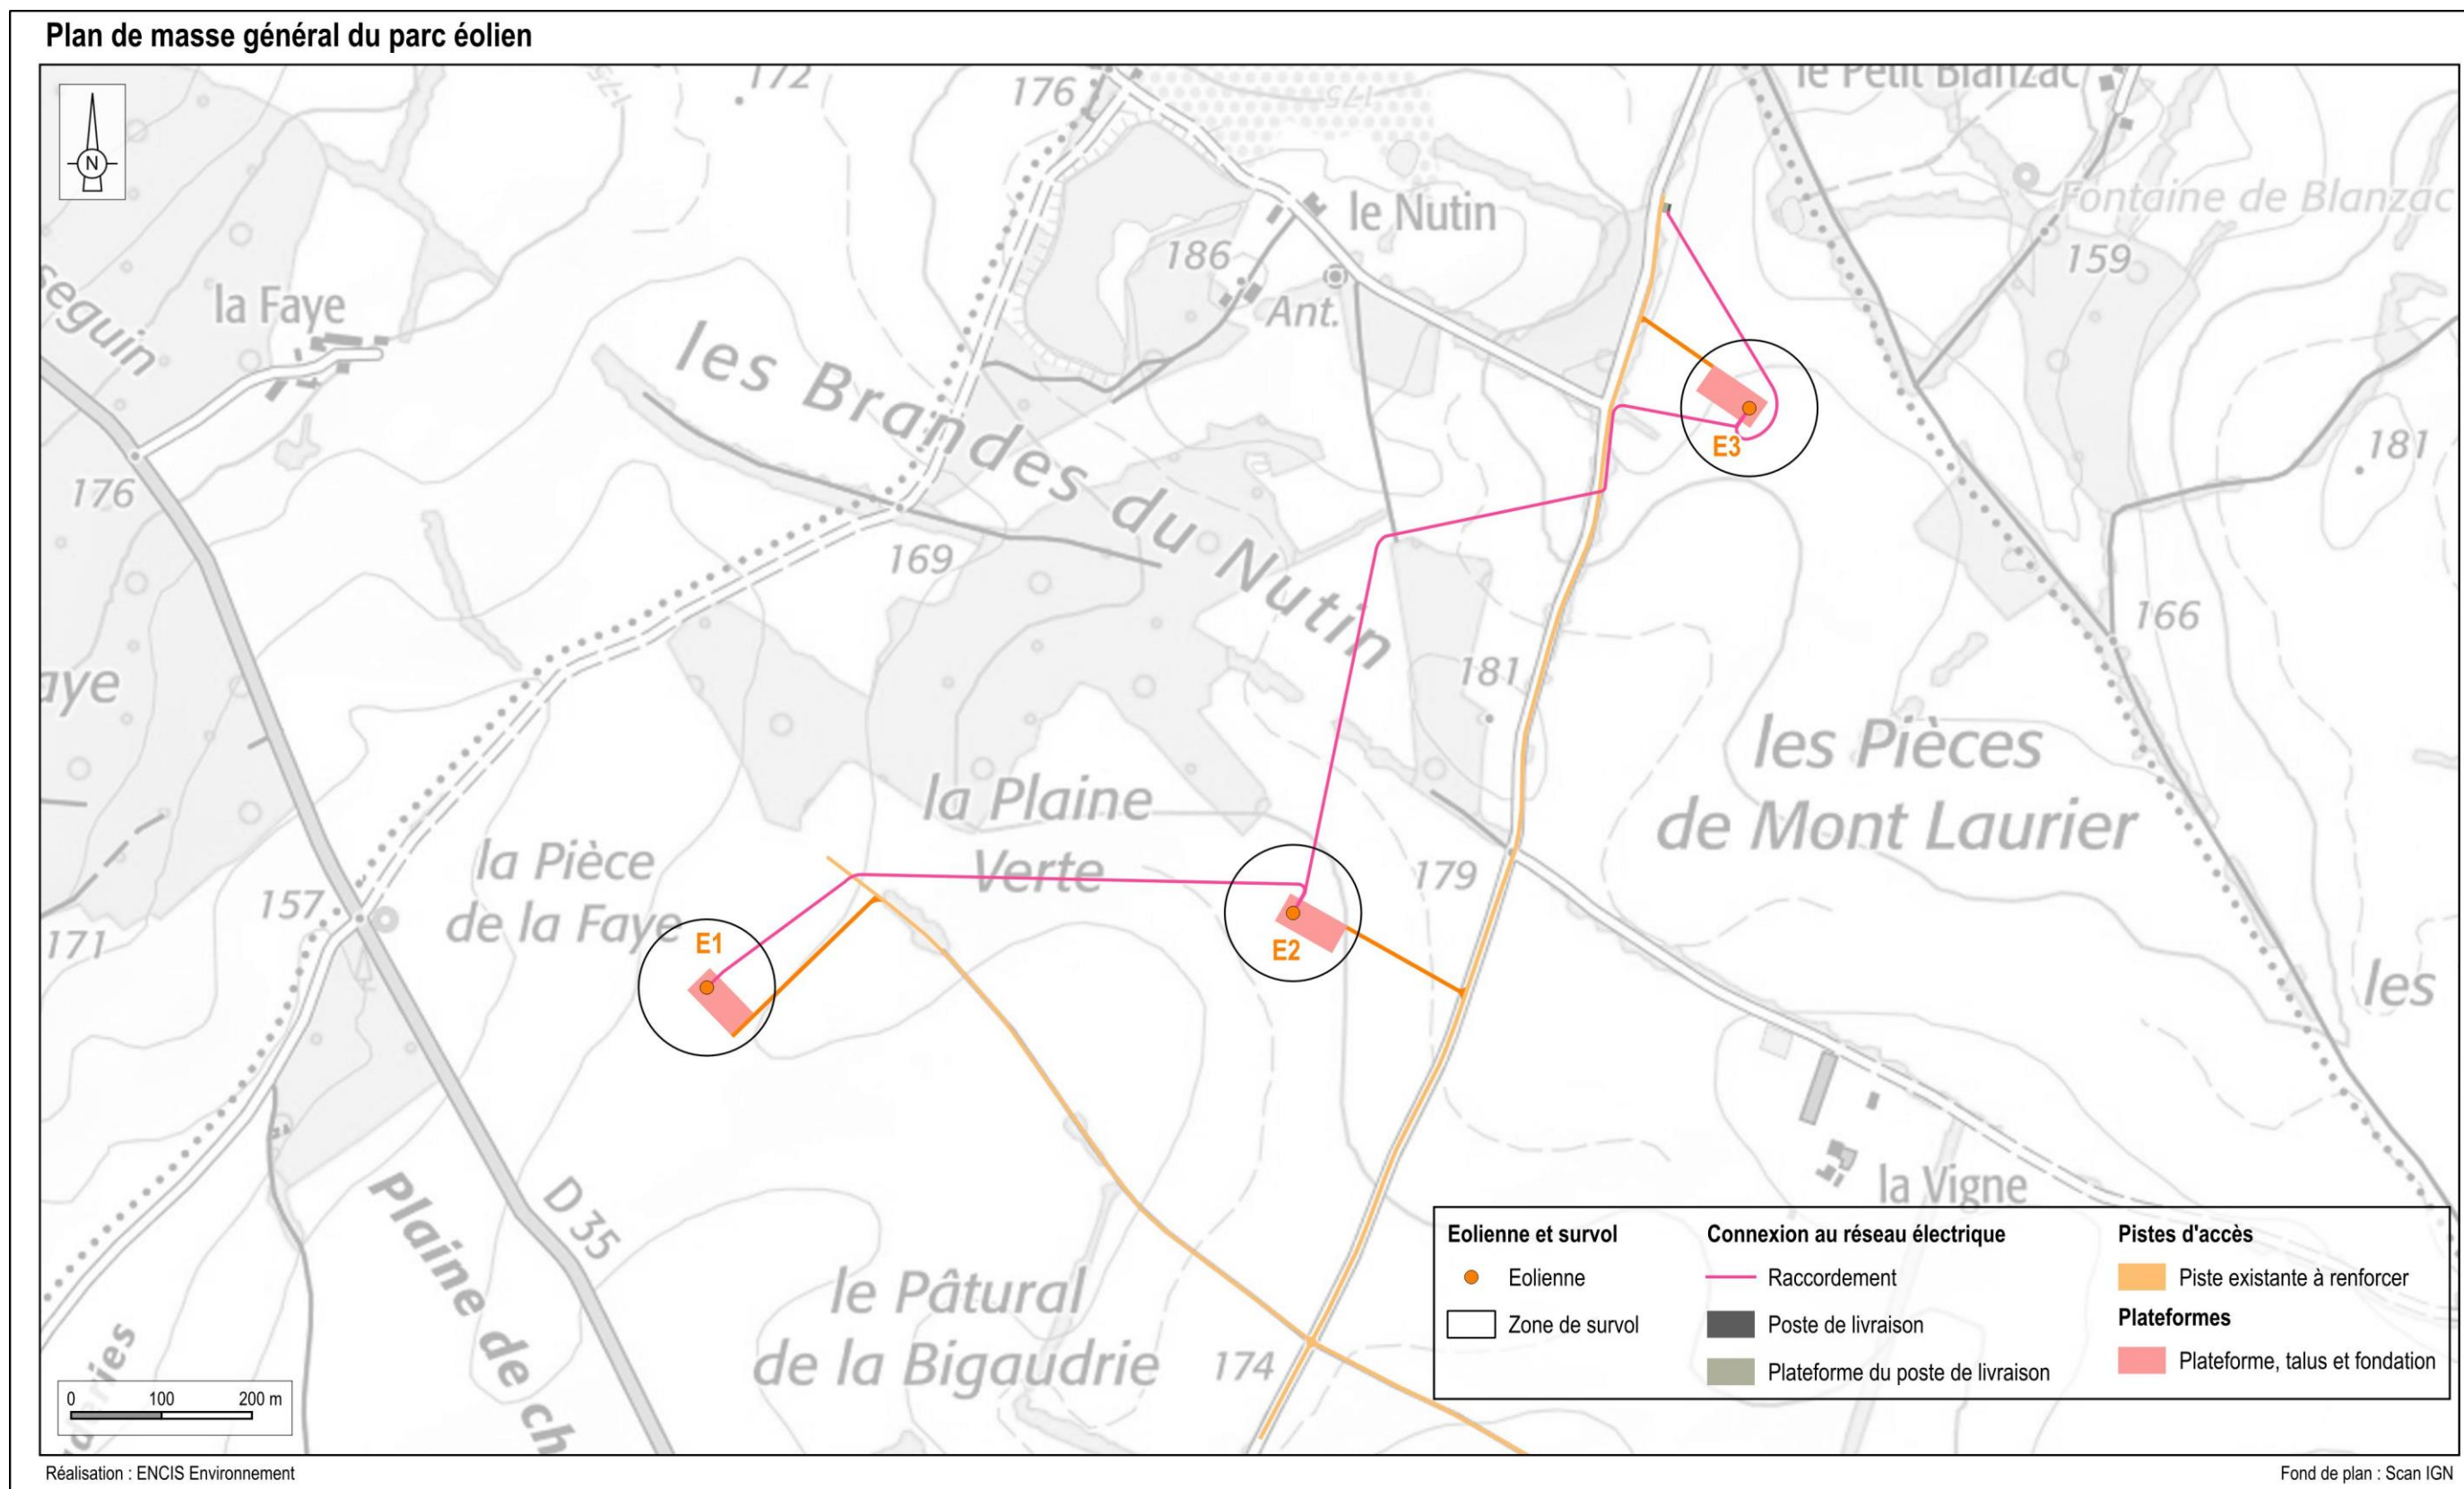 Plan de masse général du parc éolien
172
176
175
le Petit Blanzac
N
le Nutin
Fontaine de Blanzac
186
159
seguin
la Faye
Ant.
les Brandes du Nutin
E3
181
176
169
166
181
aye
les Pièces
de Mont Laurier
la Plaine
Verte
la Pièce
de la Faye
179
157
171
E1
E2
les
la Vigne
D 35
Plaine de ch
le Pâtural
de la Bigaudrie
174
Eolienne et survol
Eolienne
Zone de survol
Connexion au réseau électrique
Raccordement
Poste de livraison
Plateforme du poste de livraison
Pistes d'accès
Piste existante à renforcer
Plateformes
Plateforme, talus et fondation
0 100 200 m
Réalisation : ENCIS Environnement
Fond de plan : Scan IGN